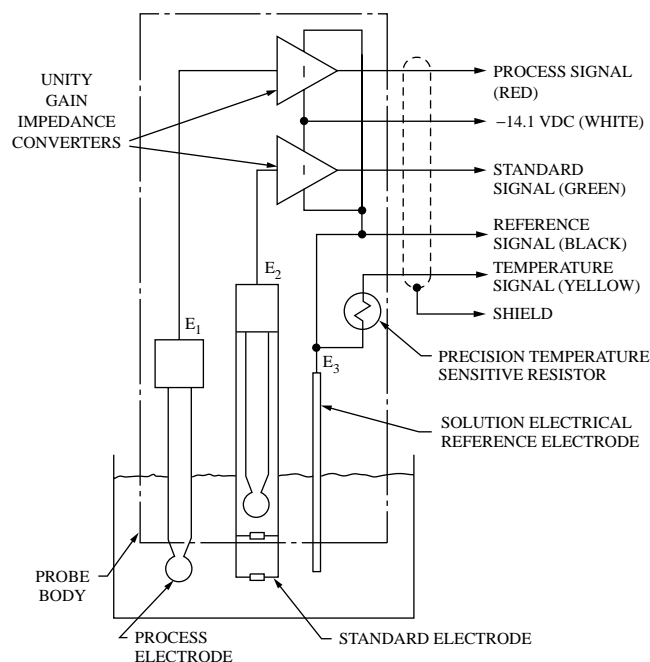 UNITY
GAIN
IMPEDANCE
CONVERTERS
PROCESS SIGNAL
(RED)
−14.1 VDC (WHITE)
STANDARD
SIGNAL (GREEN)
REFERENCE
SIGNAL (BLACK)
TEMPERATURE
SIGNAL (YELLOW)
SHIELD
PRECISION TEMPERATURE
SENSITIVE RESISTOR
E2
E1
E3
SOLUTION ELECTRICAL
REFERENCE ELECTRODE
PROBE
BODY
PROCESS
ELECTRODE
STANDARD ELECTRODE